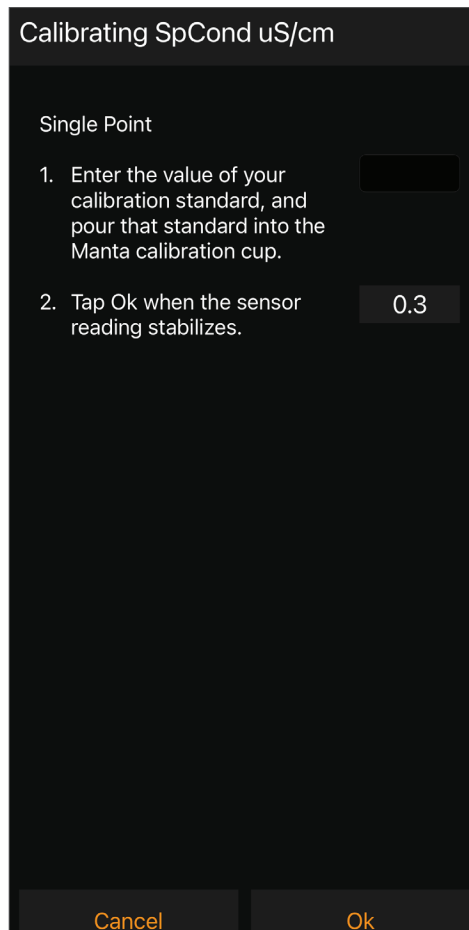 Calibrating SpCond uS/cm
Single Point
1. Enter the value of your
calibration standard, and
pour that standard into the
Manta calibration cup.
2. Tap Ok when the sensor
reading stabilizes.
0.3
Cancel
Ok